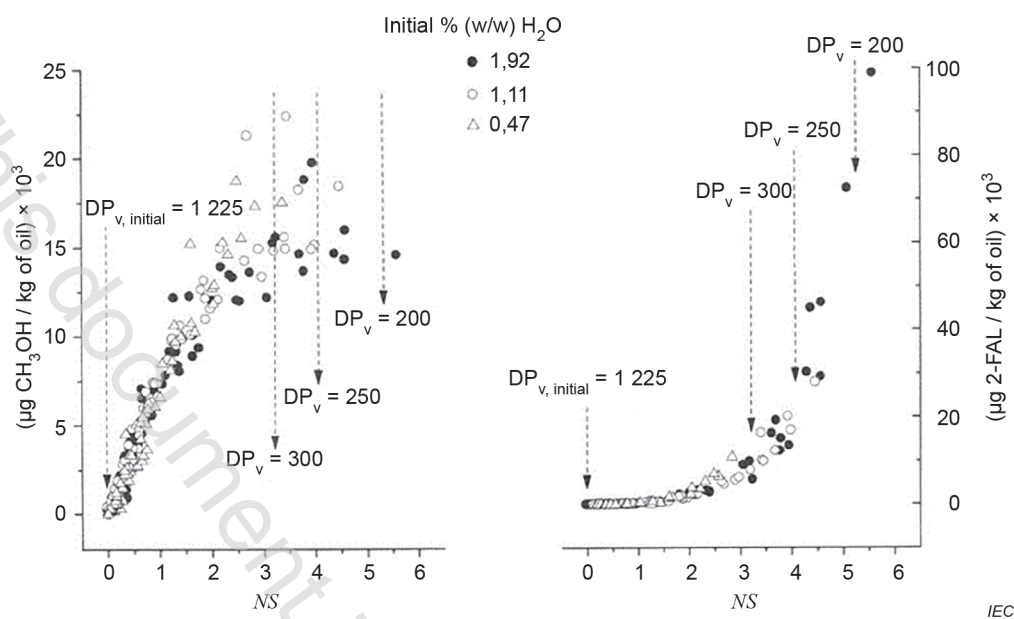 Initial % (w/w) H₂O
1,92
1,11
0,47
(µg CH₃OH / kg of oil) × 10³
25
20
15
10
5
0
DPv, initial = 1 225
DPv = 200
DPv = 250
DPv = 300
0 1 2 3 4 5 6
NS
DPv = 200
DPv = 250
DPv = 300
DPv, initial = 1 225
100
80
60
40
20
0
(µg 2-FAL / kg of oil) × 10³
0 1 2 3 4 5 6
NS
IEC
his document i